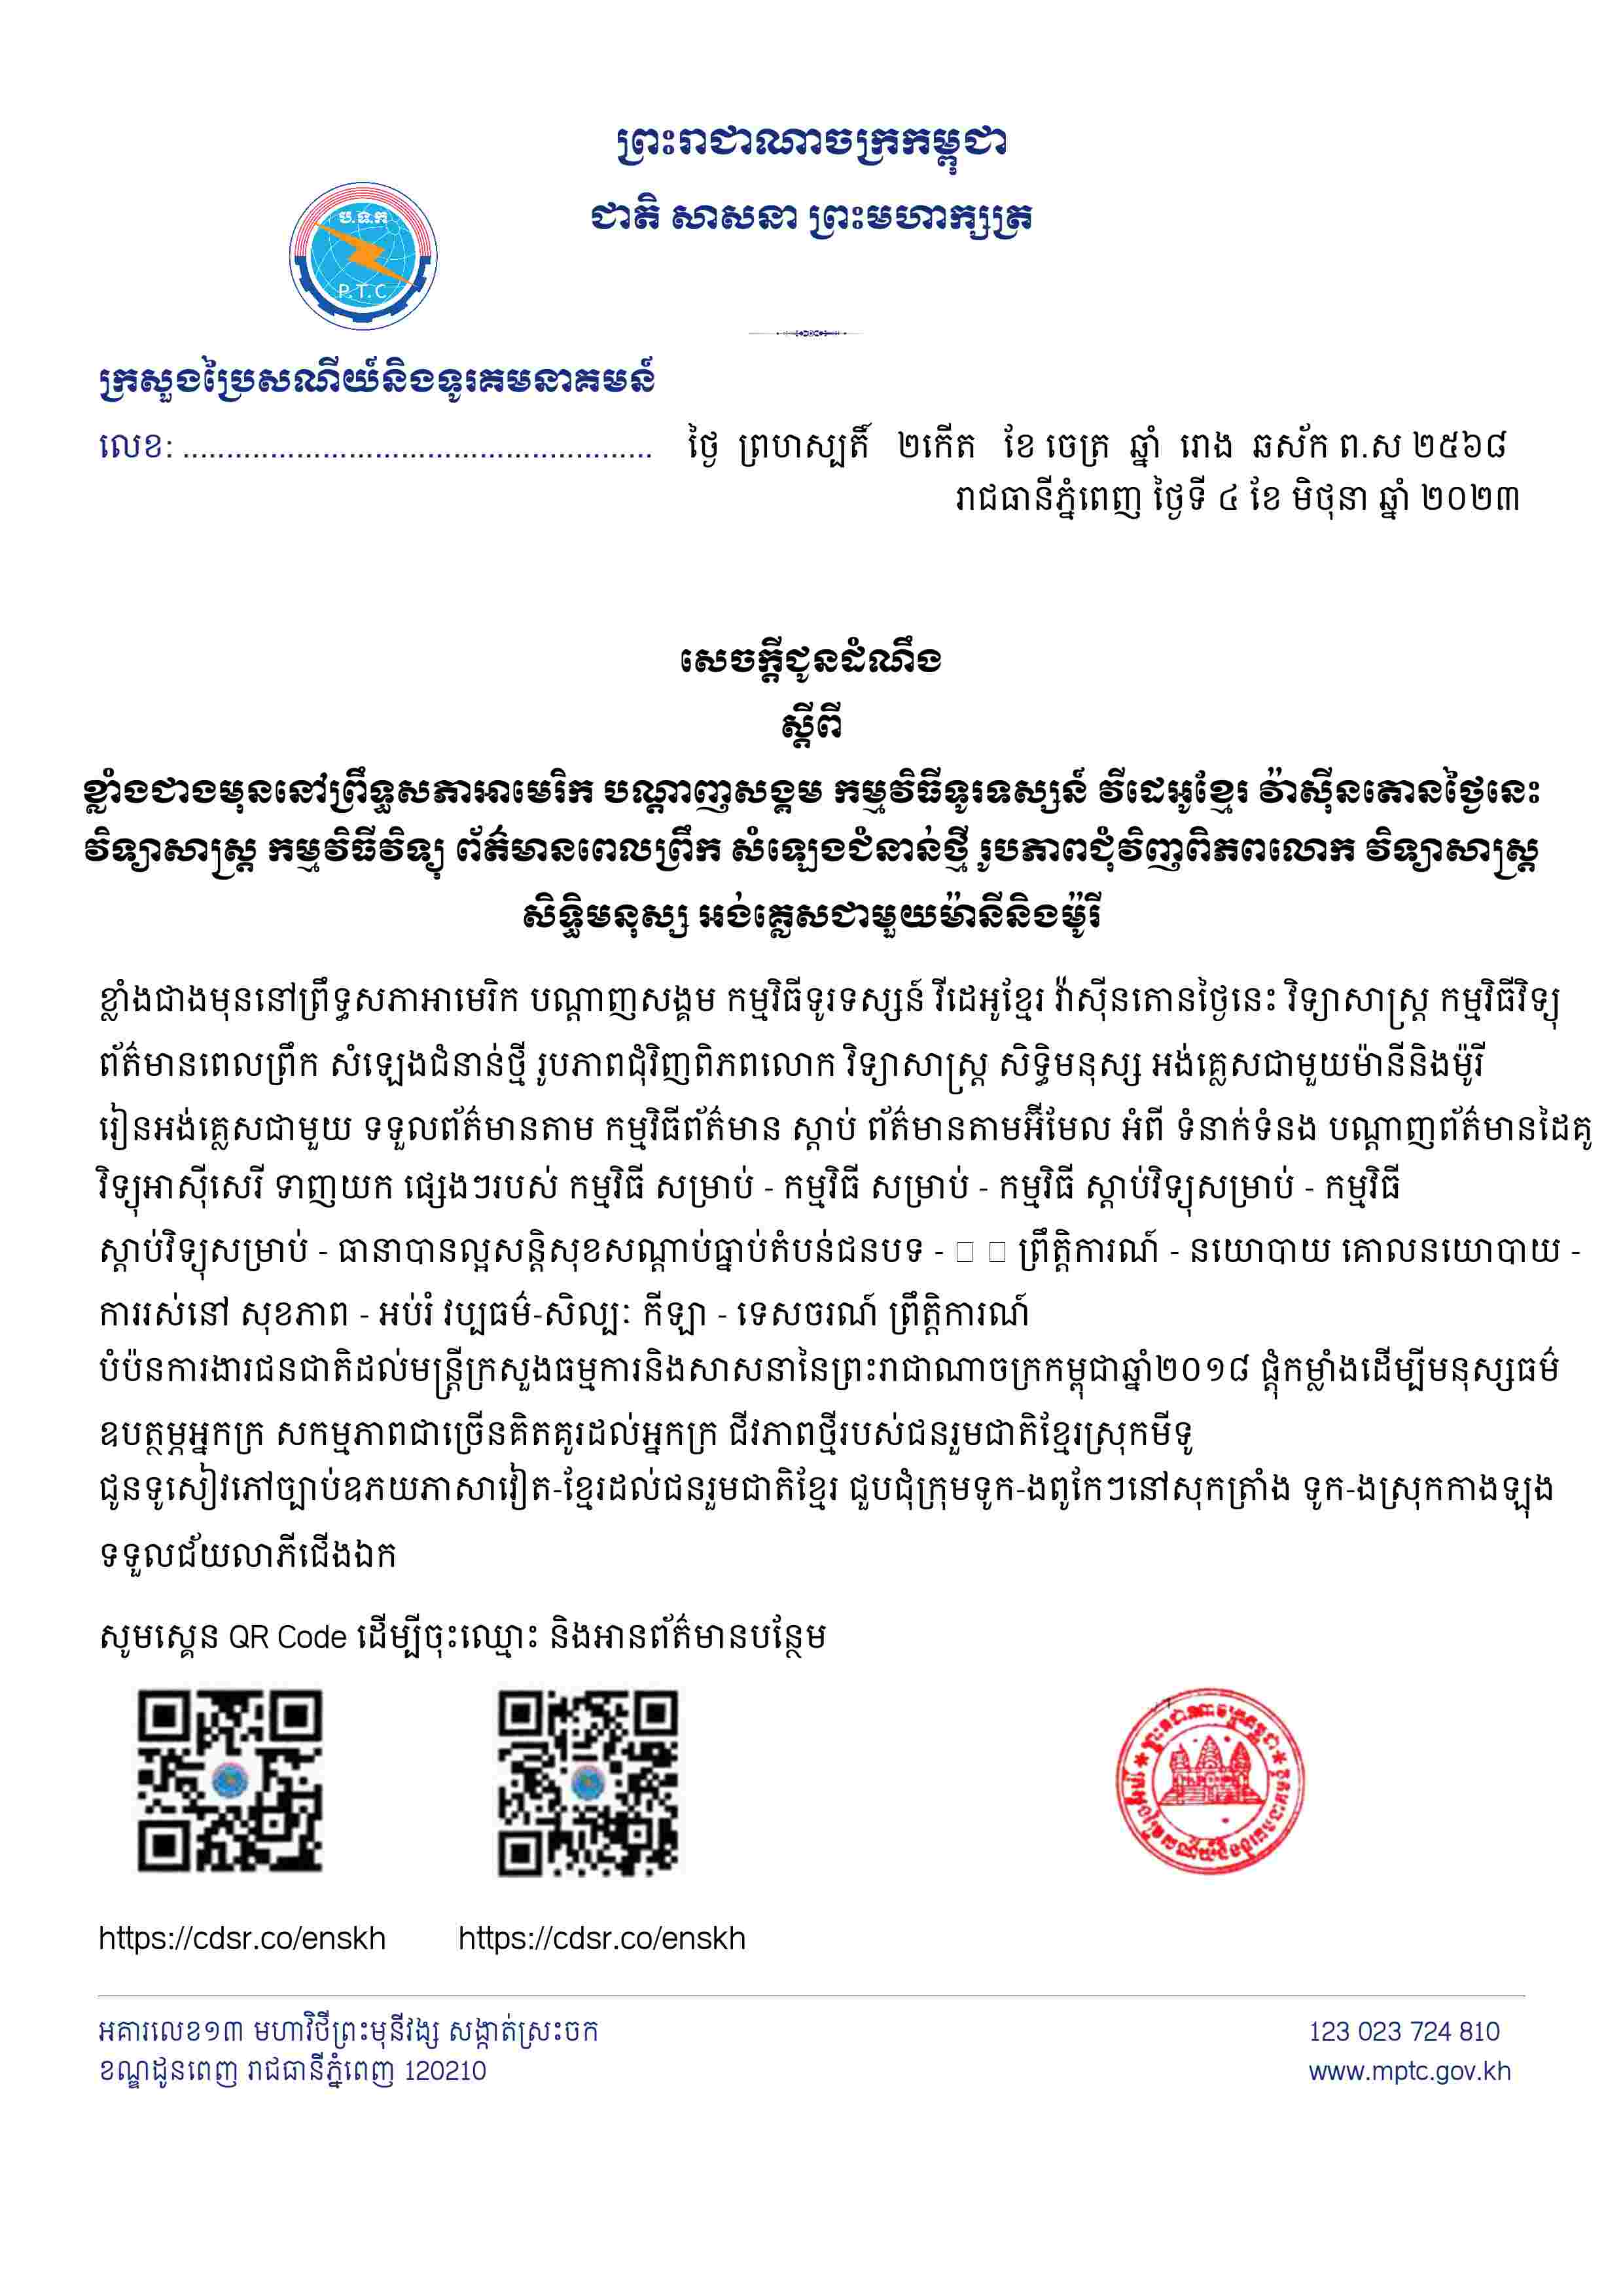 ព្រះរាជាណាចក្រកម្ពុជា
ជាតិ សាសនា ព្រះមហាក្សត្រ
ប.ទ.ក
P.T.C
ក្រសួងប្រៃសណីយ៍និងទូរគមនាគមន៍
លេខ: ......................................................
ថ្ងៃ ព្រហស្បតិ៍ ២កើត ខែ ចេត្រ ឆ្នាំ រោង ឆស័ក ព.ស ២៥៦៨
រាជធានីភ្នំពេញ ថ្ងៃទី ៤ ខែ មិថុនា ឆ្នាំ ២០២៣
សេចក្តីជូនដំណឹង
ស្តីពី
ខ្លាំងជាងមុននៅព្រឹទ្ធសភាអាមេរិក បណ្តាញសង្គម កម្មវិធីទូរទស្សន៍ វីដេអូខ្មែរ វ៉ាស៊ីនតោនថ្ងៃនេះ
វិទ្យាសាស្ត្រ កម្មវិធីវិទ្យុ ព័ត៌មានពេលព្រឹក សំឡេងជំនាន់ថ្មី រូបភាពជុំវិញពិភពលោក វិទ្យាសាស្ត្រ
សិទ្ធិមនុស្ស អង់គ្លេសជាមួយម៉ានីនិងម៉ូរី
ខ្លាំងជាងមុននៅព្រឹទ្ធសភាអាមេរិក បណ្តាញសង្គម កម្មវិធីទូរទស្សន៍ វីដេអូខ្មែរ វ៉ាស៊ីនតោនថ្ងៃនេះ វិទ្យាសាស្ត្រ កម្មវិធីវិទ្យុ
ព័ត៌មានពេលព្រឹក សំឡេងជំនាន់ថ្មី រូបភាពជុំវិញពិភពលោក វិទ្យាសាស្ត្រ សិទ្ធិមនុស្ស អង់គ្លេសជាមួយម៉ានីនិងម៉ូរី
រៀនអង់គ្លេសជាមួយ ទទួលព័ត៌មានតាម កម្មវិធីព័ត៌មាន ស្តាប់ ព័ត៌មានតាមអ៊ីមែល អំពី ទំនាក់ទំនង បណ្តាញព័ត៌មានដៃគូ
វិទ្យុអាស៊ីសេរី ទាញយក ផ្សេងៗរបស់ កម្មវិធី សម្រាប់ - កម្មវិធី សម្រាប់ - កម្មវិធី ស្តាប់វិទ្យុសម្រាប់ - កម្មវិធី
ស្តាប់វិទ្យុសម្រាប់ - ធានាបានល្អសន្តិសុខសណ្តាប់ធ្នាប់តំបន់ជនបទ - ព្រឹត្តិការណ៍ - នយោបាយ គោលនយោបាយ -
ការរស់នៅ សុខភាព - អប់រំ វប្បធម៌-សិល្បៈ កីឡា - ទេសចរណ៍ ព្រឹត្តិការណ៍
បំប៉នការងារជនជាតិដល់មន្ត្រីក្រសួងធម្មការនិងសាសនានៃព្រះរាជាណាចក្រកម្ពុជាឆ្នាំ២០១៨ ផ្តុំកម្លាំងដើម្បីមនុស្សធម៌
ឧបត្ថម្ភអ្នកក្រ សកម្មភាពជាច្រើនគិតគូរដល់អ្នកក្រ ជីវភាពថ្មីរបស់ជនរួមជាតិខ្មែរស្រុកមីទូ
ជូនទូសៀវភៅច្បាប់ឧភយភាសាវៀត-ខ្មែរដល់ជនរួមជាតិខ្មែរ ជួបជុំក្រុមទូក-ងពូកែៗនៅសុកត្រាំង ទូក-ងស្រុកកាងឡុង
ទទួលជ័យលាភីជើងឯក
សូមស្គេន QR Code ដើម្បីចុះឈ្មោះ និងអានព័ត៌មានបន្ថែម
https://cdsr.co/enskh
https://cdsr.co/enskh
អគារលេខ១៣ មហាវិថីព្រះមុនីវង្ស សង្កាត់ស្រះចក
ខណ្ឌដូនពេញ រាជធានីភ្នំពេញ 120210
123 023 724 810
www.mptc.gov.kh